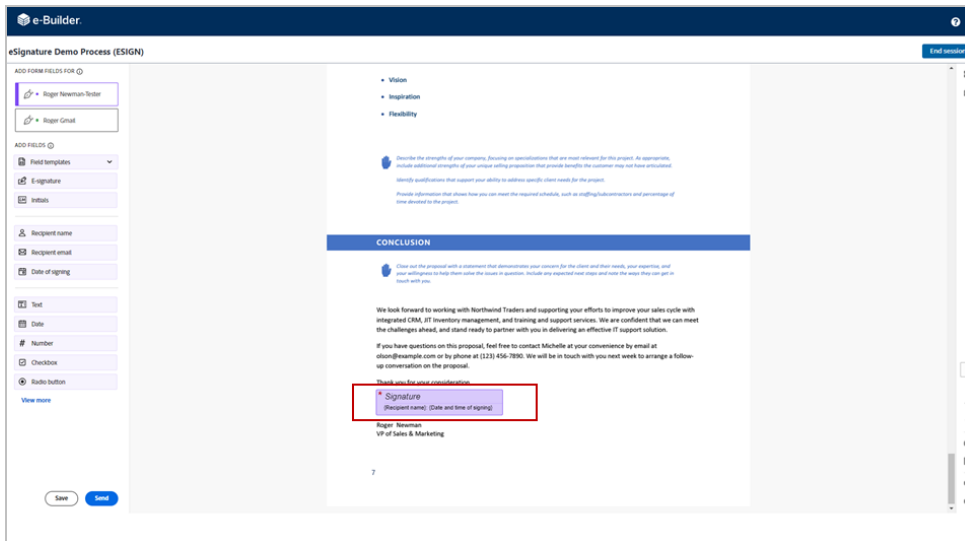 e-Builder.
eSignature Demo Process (ESIGN)
End session
ADD FORM FIELDS FOR
Roger Newman-Tester
Roger Gmail
ADD FIELDS
Field templates
E-signature
Initials
Recipient name
Recipient email
Date of signing
Text
Date
Number
Checkbox
Radio button
View more
Save
Send
• Vision
• Inspiration
• Flexibility
Describe the strengths of your company, focusing on specializations that are most relevant for this project. As appropriate,
include additional strengths of your unique selling proposition that provide benefits the customer may not have articulated.
Identify qualifications that support your ability to address specific client needs for the project.
Provide information that shows how you can meet the required schedule, such as staffing/subcontractors and percentage of
time devoted to the project.
CONCLUSION
Close out the proposal with a statement that demonstrates your concern for the client and their needs, your expertise, and
your willingness to help them solve the issues in question. Include any expected next steps and note the ways they can get in
touch with you.
We look forward to working with Northwind Traders and supporting your efforts to improve your sales cycle with
integrated CRM, JIT Inventory management, and training and support services. We are confident that we can meet
the challenges ahead, and stand ready to partner with you in delivering an effective IT support solution.
If you have questions on this proposal, feel free to contact Michelle at your convenience by email at
olson@example.com or by phone at (123) 456-7890. We will be in touch with you next week to arrange a follow-
up conversation on the proposal.
Thank you for your consideration
* Signature
(Recipient name) (Date and time of signing)
Roger Newman
VP of Sales & Marketing
7